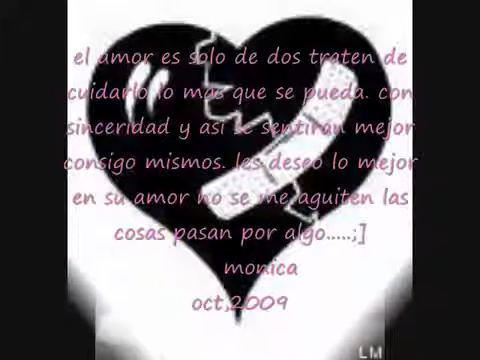 el amor es solo de dos traten de
cuidarlo lo mas que se pueda. con
sinceridad y asi se sentiran mejor
consigo mismos. les deseo lo mejor
en su amor no se me aguiten las
cosas pasan por algo.....;]
monica
oct,2009
LM